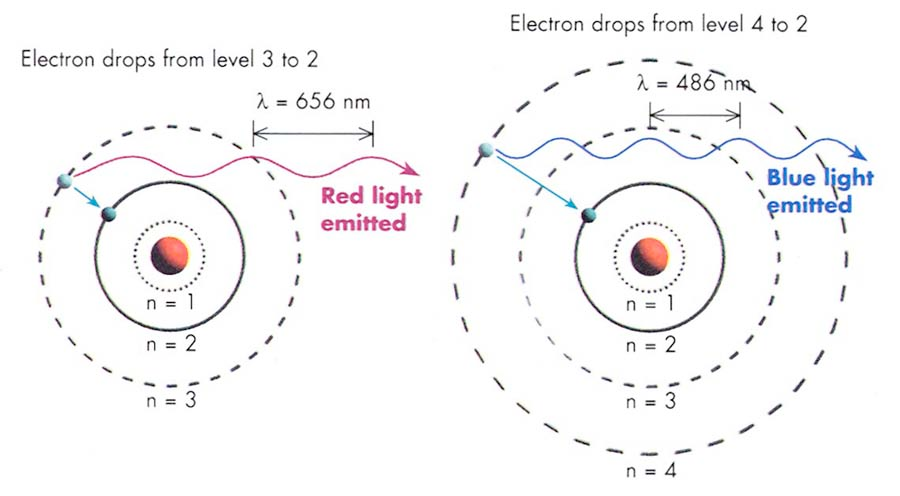 Electron drops from level 3 to 2
λ = 656 nm
Red light
emitted
n = 1
n = 2
n = 3
Electron drops from level 4 to 2
λ = 486 nm
Blue light
emitted
n = 1
n = 2
n = 3
n = 4